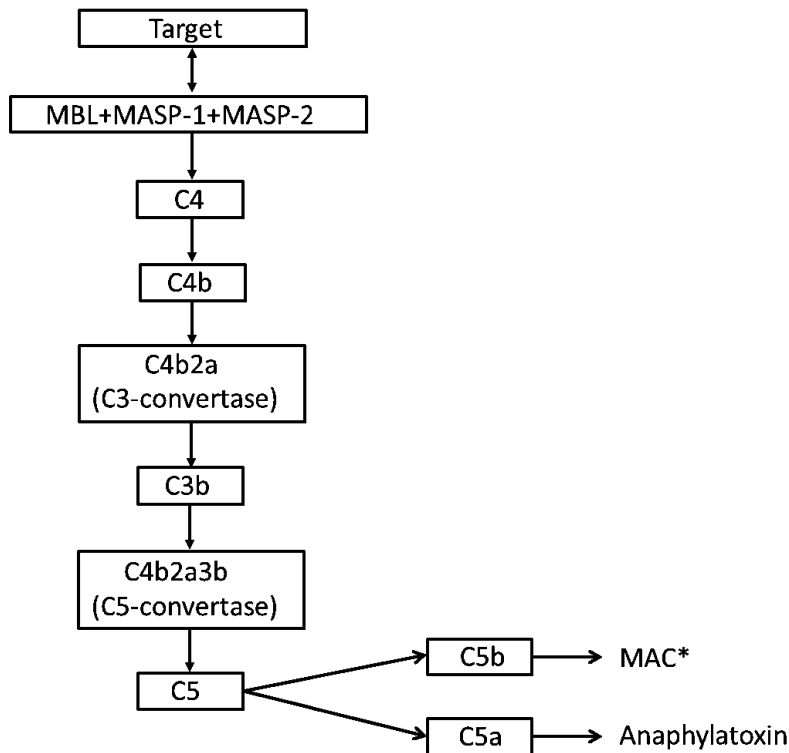 Target
MBL+MASP-1+MASP-2
C4
C4b
C4b2a
(C3-convertase)
C3b
C4b2a3b
(C5-convertase)
C5
C5b
MAC*
C5a
Anaphylatoxin